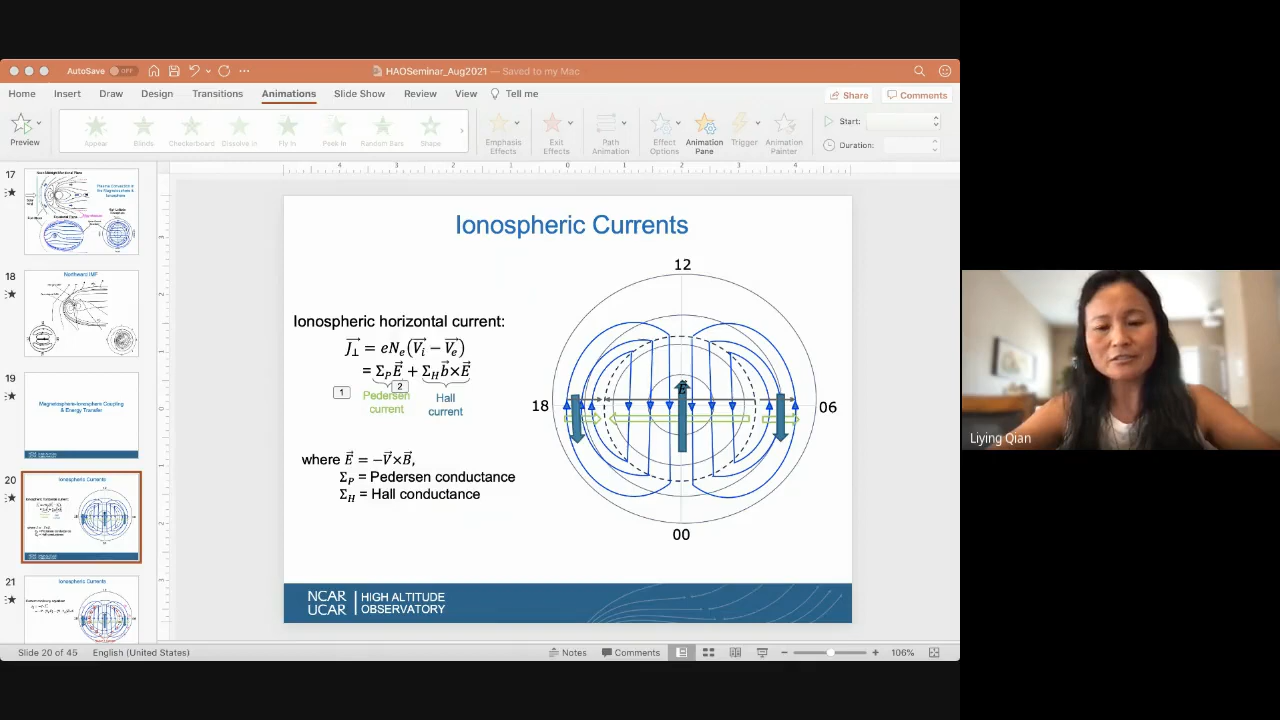 AutoSave OFF
HAOSeminar_Aug2021 — Saved to my Mac
Home Insert Draw Design Transitions Animations Slide Show Review View Tell me
Share Comments
Preview
Appear Blinds Checkerboard Dissolve In Fly In Peek In Random Bars Shape
Emphasis Effects
Exit Effects
Path Animation
Effect Options
Animation Pane
Trigger
Animation Painter
Start:
Duration:
17
18
Northward IMF
19
Magnetosphere-Ionosphere Coupling
& Energy Transfer
20
Ionospheric Currents
21
Ionospheric Currents
Ionospheric Currents
Ionospheric horizontal current:
J⊥ = eNe(Vi − Ve)
= ΣPE + ΣHb×E
1
2
Pedersen current
Hall current
where E = −V×B,
ΣP = Pedersen conductance
ΣH = Hall conductance
12
18
06
00
E
NCAR UCAR
HIGH ALTITUDE OBSERVATORY
Slide 20 of 45 English (United States)
Notes Comments
106%
Liying Qian